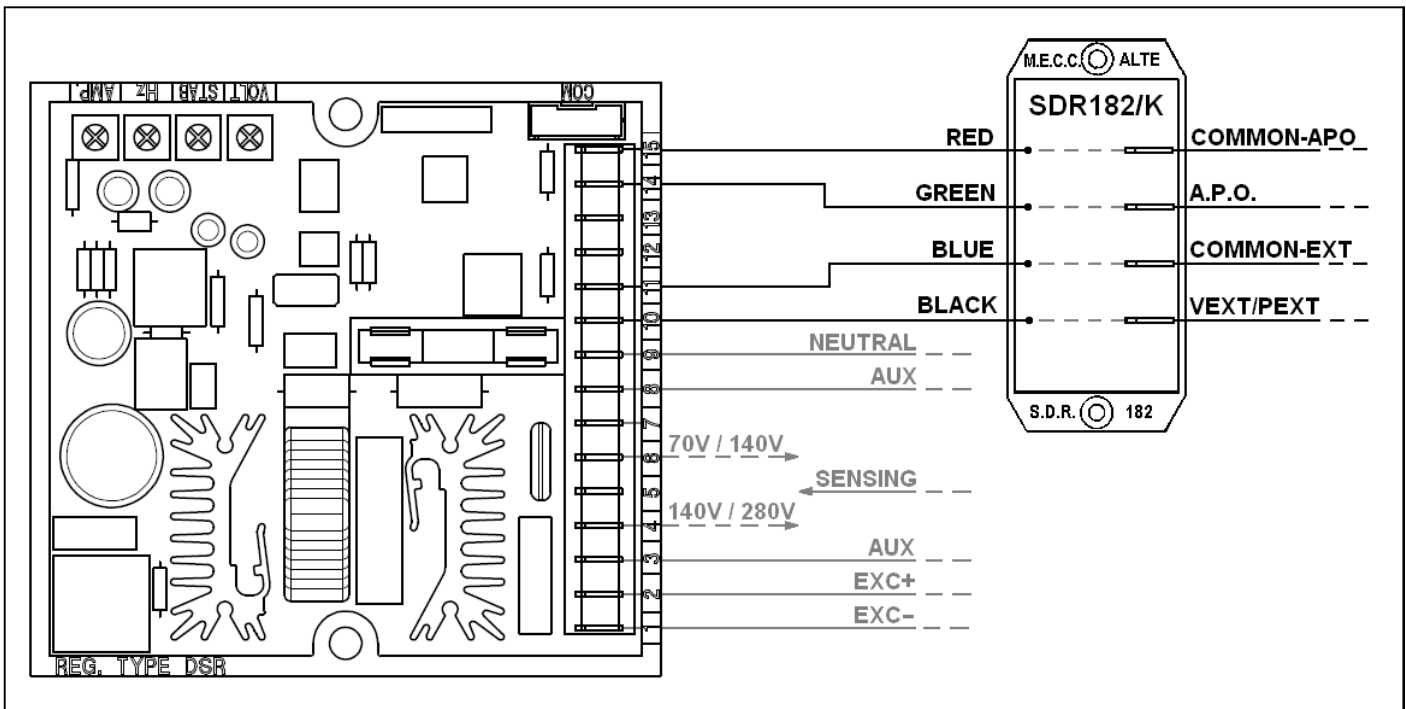 AMP. Hz STAB VOLT
COM
REG. TYPE DSR
15
14
13
12
11
10
9
8
7
6
5
4
3
2
1
RED
GREEN
BLUE
BLACK
NEUTRAL
AUX
70V / 140V
SENSING
140V / 280V
AUX
EXC+
EXC-
M.E.C.C. ALTE
SDR182/K
COMMON-APO
A.P.O.
COMMON-EXT
VEXT/PEXT
S.D.R. 182